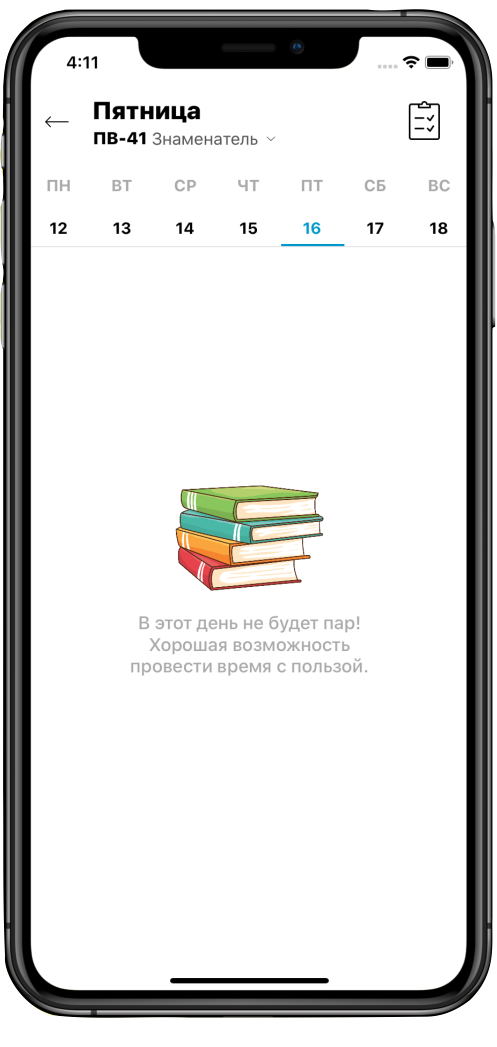 4:11
Пятница
ПВ-41 Знаменатель
ПН ВТ СР ЧТ ПТ СБ ВС
12 13 14 15 16 17 18
В этот день не будет пар!
Хорошая возможность
провести время с пользой.